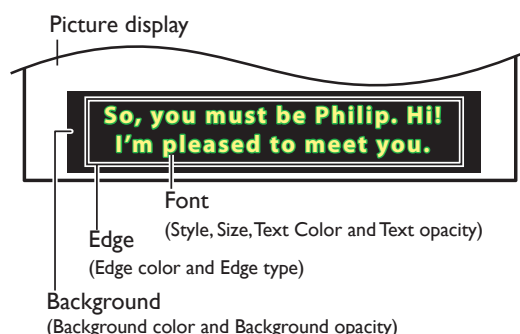 Picture display
So, you must be Philip. Hi!
I'm pleased to meet you.
Font
(Style, Size, Text Color and Text opacity)
Edge
(Edge color and Edge type)
Background
(Background color and Background opacity)